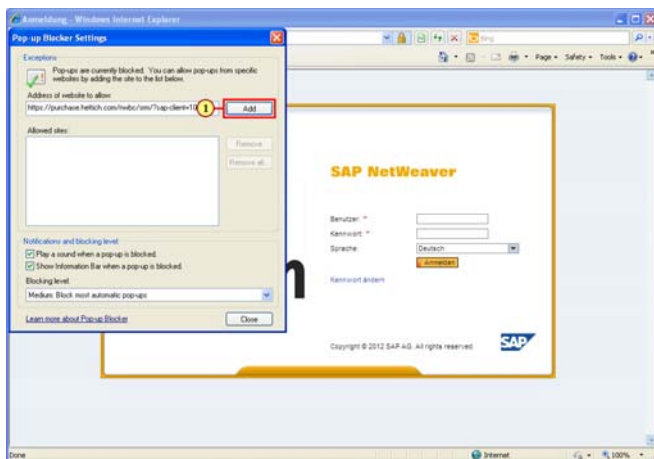 Anmeldung - Windows Internet Explorer
Pop-up Blocker Settings
Bing
Page
Safety
Tools
Exceptions
Pop-ups are currently blocked. You can allow pop-ups from specific
websites by adding the site to the list below.
Address of website to allow:
https://purchase.hettich.com/nwbc/srm/?sap-client=10
1
Add
Allowed sites:
Remove
Remove all...
Notifications and blocking level:
Play a sound when a pop-up is blocked.
Show Information Bar when a pop-up is blocked.
Blocking level:
Medium: Block most automatic pop-ups
Learn more about Pop-up Blocker
Close
SAP NetWeaver
Benutzer: *
Kennwort: *
Sprache:
Deutsch
Anmelden
Kennwort ändern
Copyright © 2012 SAP AG. All rights reserved.
SAP
Done
Internet
100%